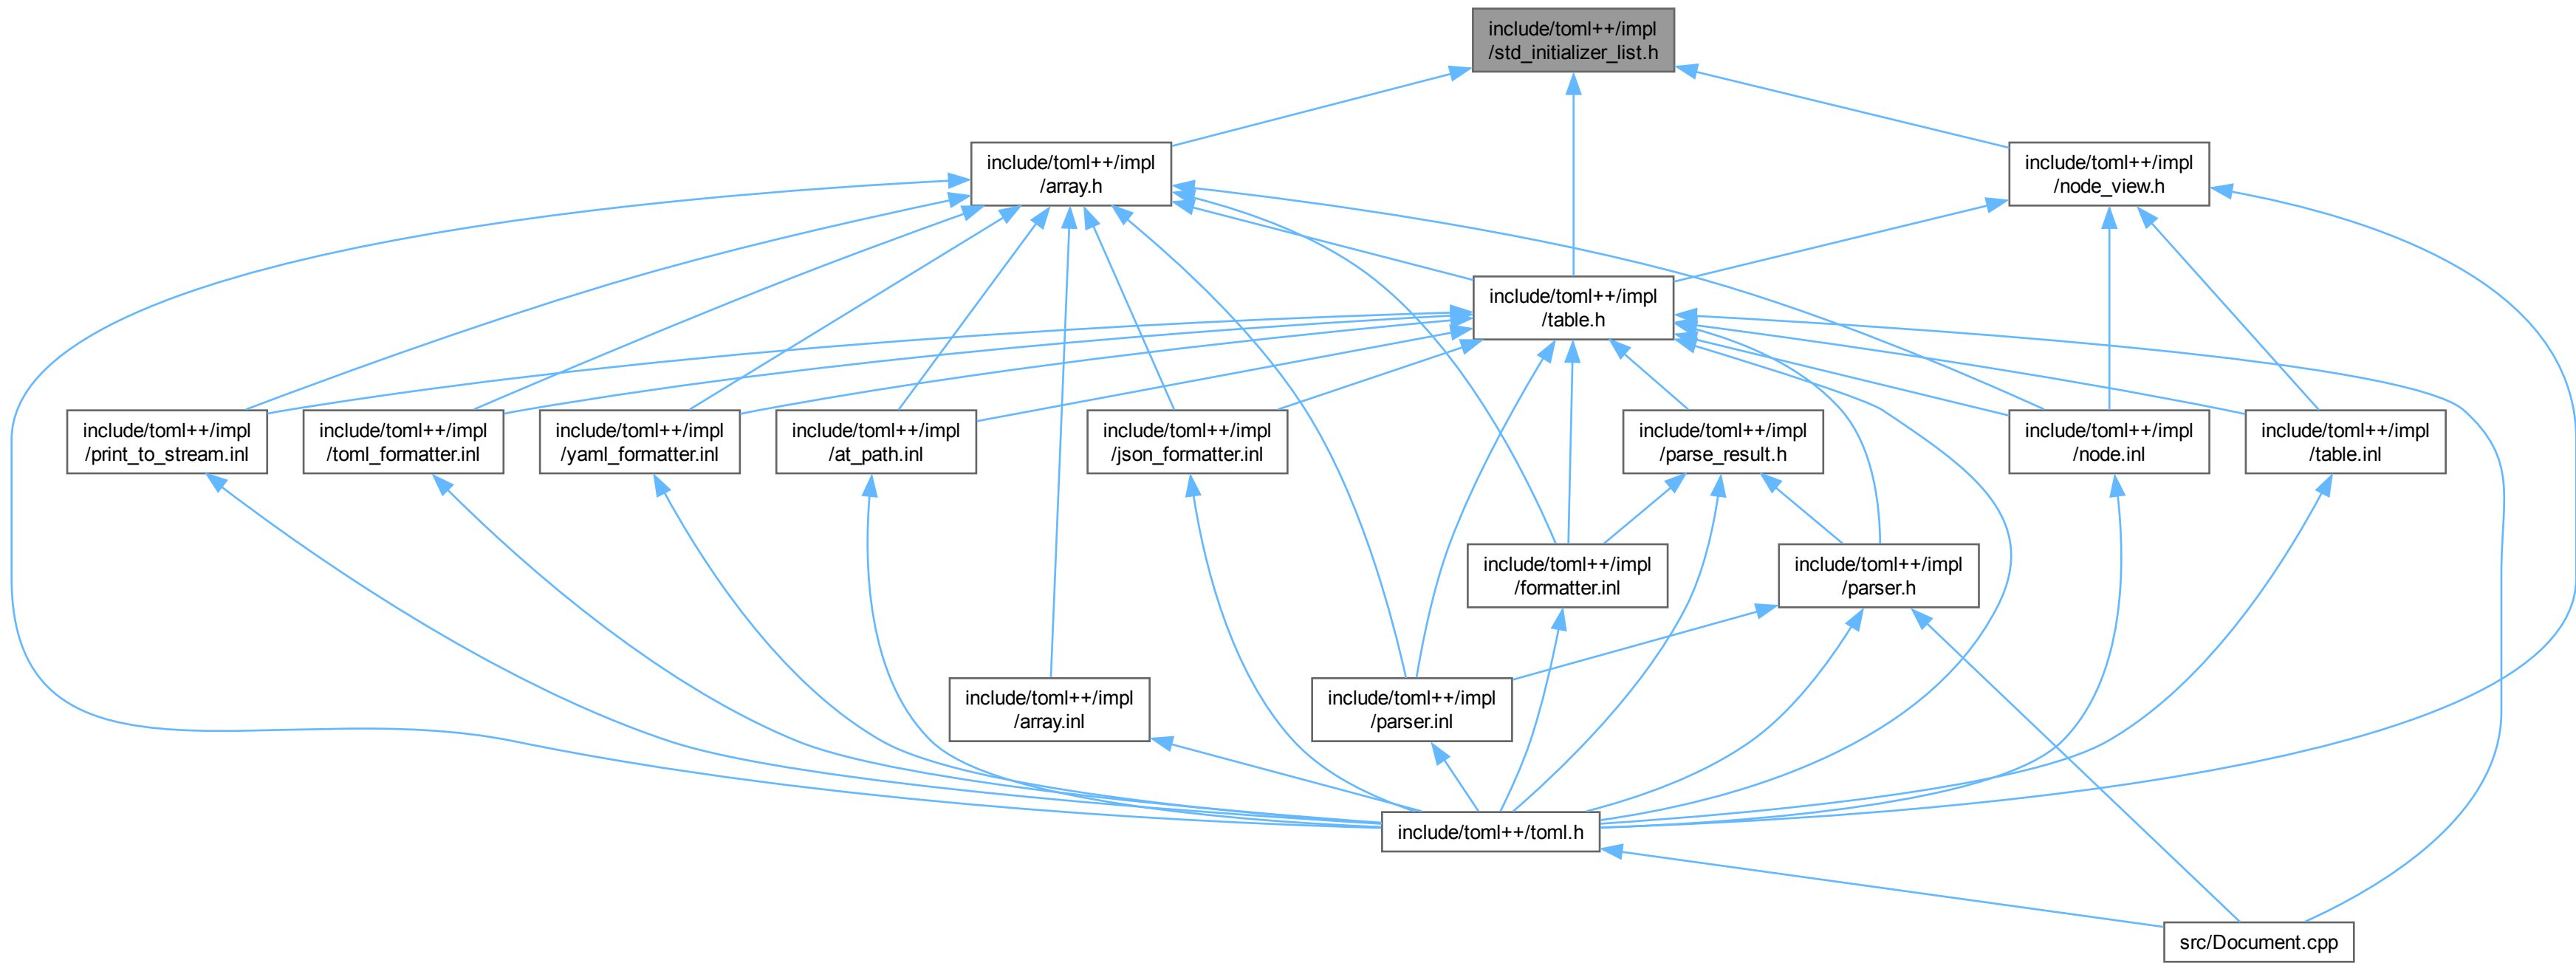 include/toml++/impl
/std_initializer_list.h
include/toml++/impl
/array.h
include/toml++/impl
/node_view.h
include/toml++/impl
/table.h
include/toml++/impl
/print_to_stream.inl
include/toml++/impl
/toml_formatter.inl
include/toml++/impl
/yaml_formatter.inl
include/toml++/impl
/at_path.inl
include/toml++/impl
/json_formatter.inl
include/toml++/impl
/parse_result.h
include/toml++/impl
/node.inl
include/toml++/impl
/table.inl
include/toml++/impl
/formatter.inl
include/toml++/impl
/parser.h
include/toml++/impl
/array.inl
include/toml++/impl
/parser.inl
include/toml++/toml.h
src/Document.cpp